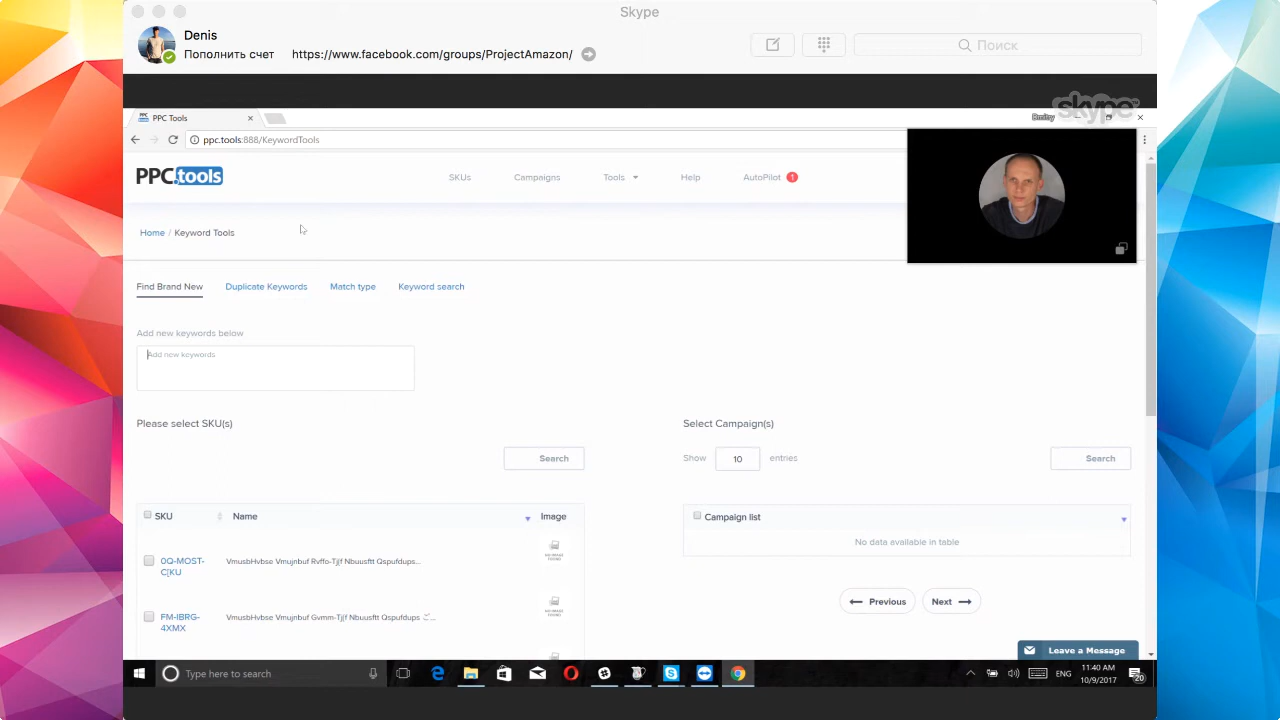 Skype
Denis
Пополнить счет https://www.facebook.com/groups/ProjectAmazon/
Поиск
skype
PPC Tools
Dmitry
ppc.tools:888/KeywordTools
PPC.tools
SKUs Campaigns Tools Help AutoPilot 1
Home / Keyword Tools
Find Brand New Duplicate Keywords Match type Keyword search
Add new keywords below
Add new keywords
Please select SKU(s) Select Campaign(s)
Search Show 10 entries Search
SKU Name Image Campaign list
No data available in table
0Q-MOST-C[KU VmusbHvbse Vmujnbuf Rvffo-Tj{f Nbuusftt Qspufdups...
FM-IBRG-4XMX VmusbHvbse Vmujnbuf Gvmm-Tj{f Nbuusftt Qspufdups
Previous Next
Leave a Message
Type here to search
ENG 11:40 AM
10/9/2017 20